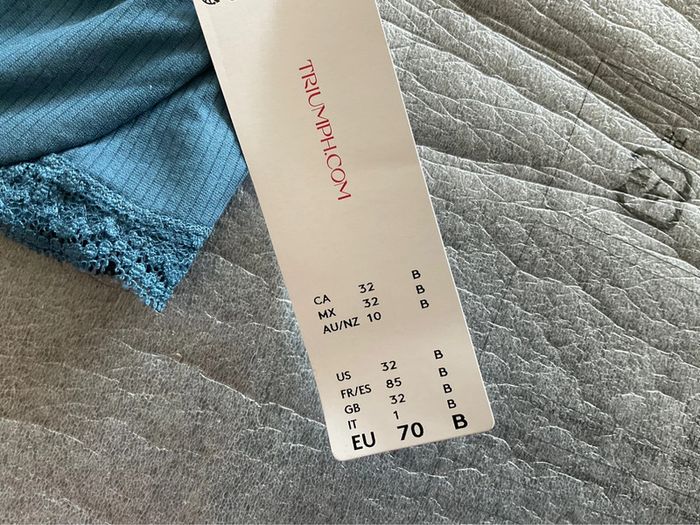 TRIUMPH.COM
CA 32 B
MX 32 B
AU/NZ 10 B
US 32 B
FR/ES 85 B
GB 32 B
IT 1 B
EU 70 B